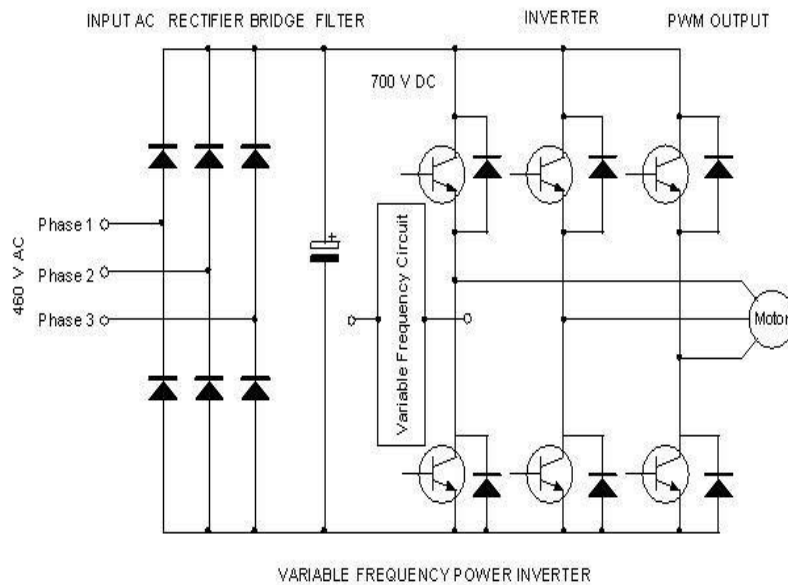 INPUT AC RECTIFIER BRIDGE FILTER
INVERTER
PWM OUTPUT
700 V DC
460 V AC
Phase 1
Phase 2
Phase 3
+
Variable Frequency Circuit
Motor
VARIABLE FREQUENCY POWER INVERTER